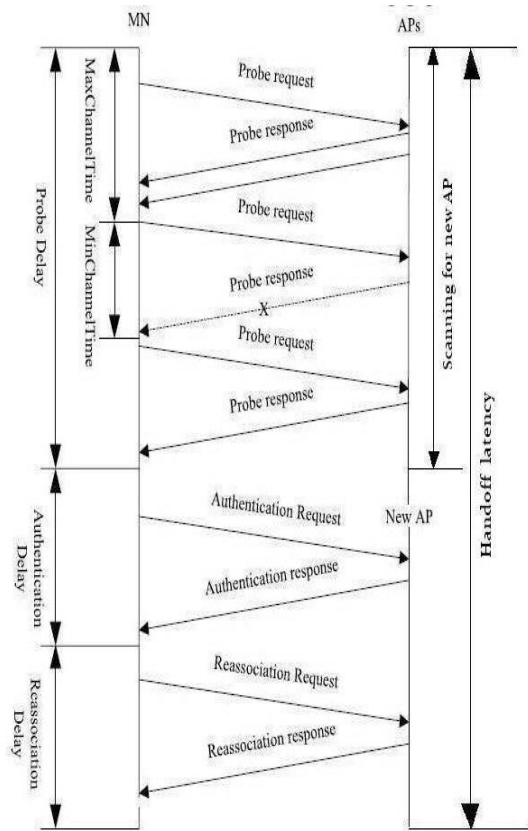 MN
APs
Probe request
Probe response
MaxChannelTime
Probe request
MinChannelTime
Probe Delay
Probe response
X
Probe request
Probe response
Scanning for new AP
Handoff latency
Authentication Request
New AP
Authentication
Delay
Authentication response
Reassociation Request
Reassociation
Delay
Reassociation response